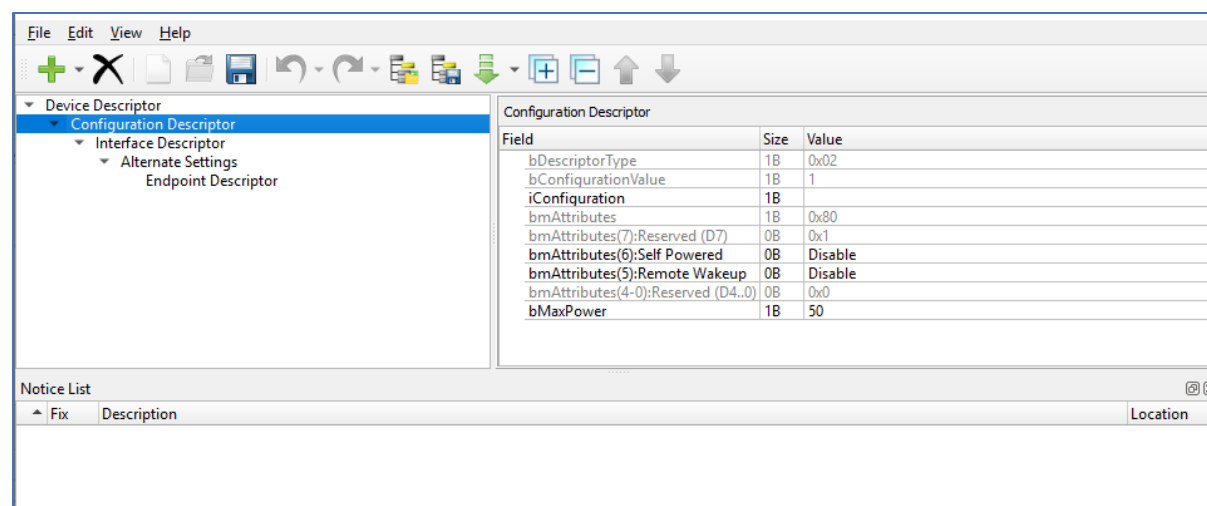 File Edit View Help
Device Descriptor
Configuration Descriptor
Interface Descriptor
Alternate Settings
Endpoint Descriptor
Configuration Descriptor
Field Size Value
bDescriptorType 1B 0x02
bConfigurationValue 1B 1
iConfiguration 1B
bmAttributes 1B 0x80
bmAttributes(7):Reserved (D7) 0B 0x1
bmAttributes(6):Self Powered 0B Disable
bmAttributes(5):Remote Wakeup 0B Disable
bmAttributes(4-0):Reserved (D4..0) 0B 0x0
bMaxPower 1B 50
Notice List
Fix Description Location